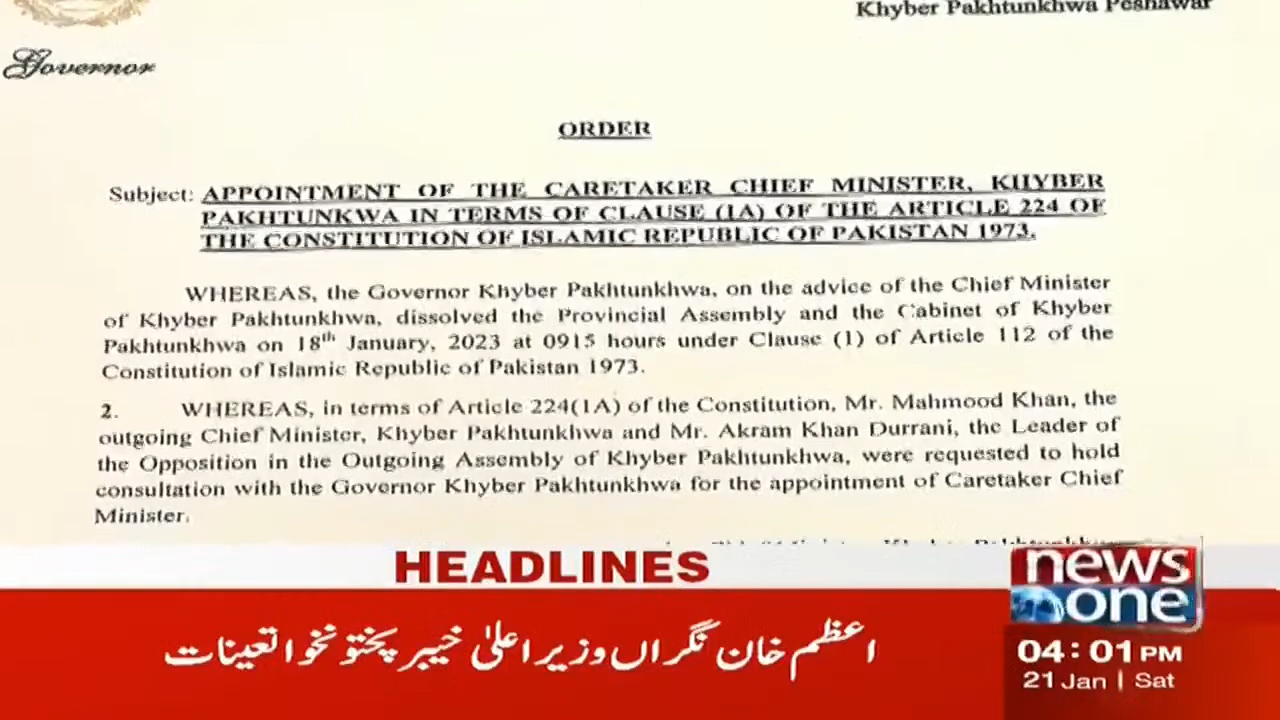 Khyber Pakhtunkhwa Peshawar
Governor
ORDER
Subject: APPOINTMENT OF THE CARETAKER CHIEF MINISTER, KHYBER
PAKHTUNKWA IN TERMS OF CLAUSE (1A) OF THE ARTICLE 224 OF
THE CONSTITUTION OF ISLAMIC REPUBLIC OF PAKISTAN 1973.
WHEREAS, the Governor Khyber Pakhtunkhwa, on the advice of the Chief Minister
of Khyber Pakhtunkhwa, dissolved the Provincial Assembly and the Cabinet of Khyber
Pakhtunkhwa on 18th January, 2023 at 0915 hours under Clause (1) of Article 112 of the
Constitution of Islamic Republic of Pakistan 1973.
2. WHEREAS, in terms of Article 224(1A) of the Constitution, Mr. Mahmood Khan, the
outgoing Chief Minister, Khyber Pakhtunkhwa and Mr. Akram Khan Durrani, the Leader of
the Opposition in the Outgoing Assembly of Khyber Pakhtunkhwa, were requested to hold
consultation with the Governor Khyber Pakhtunkhwa for the appointment of Caretaker Chief
Minister.
HEADLINES
news
one
اعظم خان نگراں وزیراعلیٰ خیبر پختونخوا تعینات
04:01 PM
21 Jan | Sat